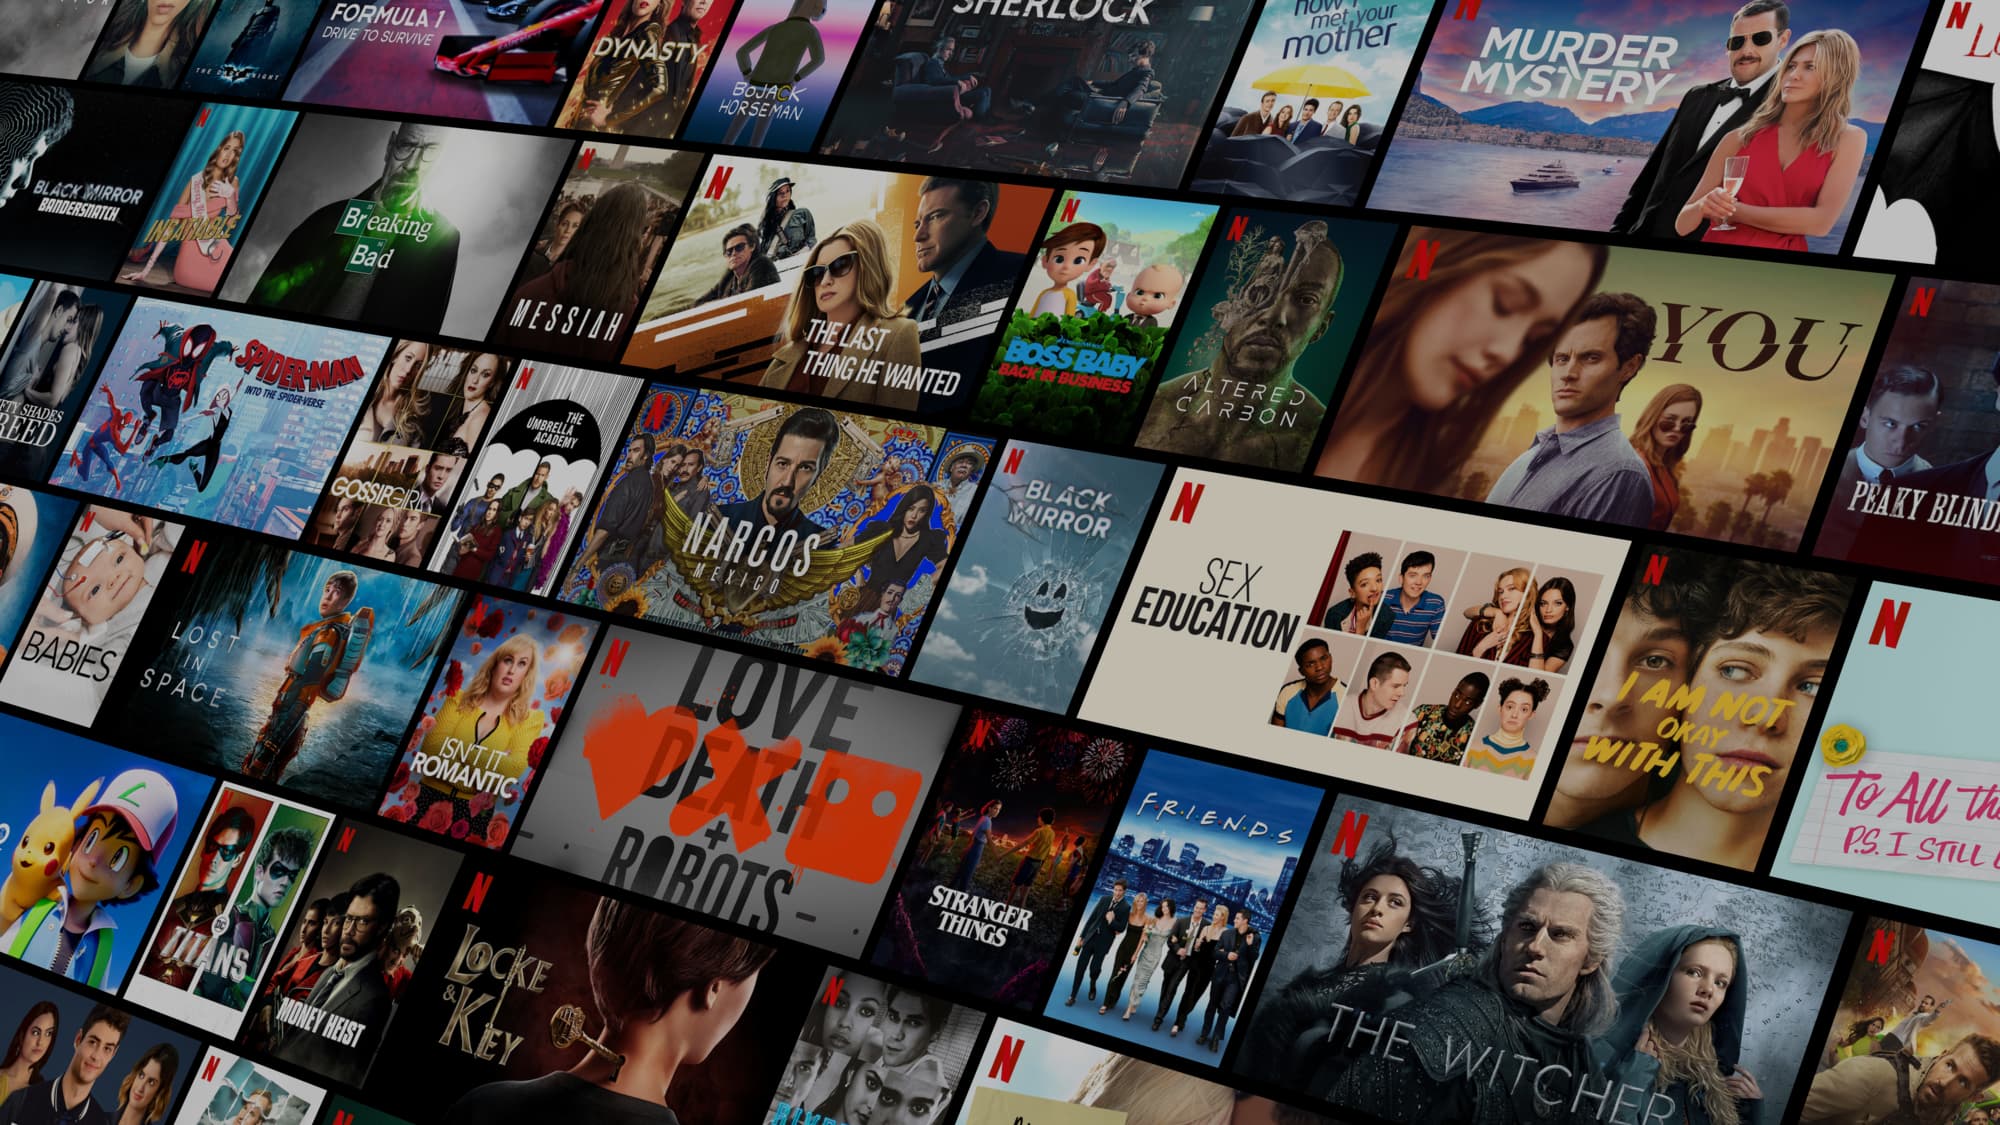 FORMULA 1
DRIVE TO SURVIVE
THE DARK KNIGHT
DYNASTY
BOJACK
HORSEMAN
SHERLOCK
how i
met your
mother
N
MURDER
MYSTERY
N
BLACK MIRROR
BANDERSNATCH
N
INSATIABLE
Breaking
Bad
N
MESSIAH
N
THE LAST
THING HE WANTED
N
BOSS BABY
BACK IN BUSINESS
N
ALTERED
CARBON
N
YOU
N
PEAKY BLIND
SHADES
REED
SPIDER-MAN
INTO THE SPIDER-VERSE
GOSSIP GIRL
N
THE
UMBRELLA
ACADEMY
N
NARCOS
MEXICO
N
BLACK
MIRROR
N
SEX
EDUCATION
N
I AM NOT
OKAY
WITH THIS
N
TO All the
P.S. I STILL
N
BABIES
N
LOST
IN
SPACE
N
ISN'T IT
ROMANTIC
N
LOVE
DEATH
+
ROBOTS
N
STRANGER
THINGS
F·R·I·E·N·D·S
N
THE WITCHER
N
N
DC
TITANS
N
MONEY HEIST
N
LOCKE
&
KEY
N
N
N
N